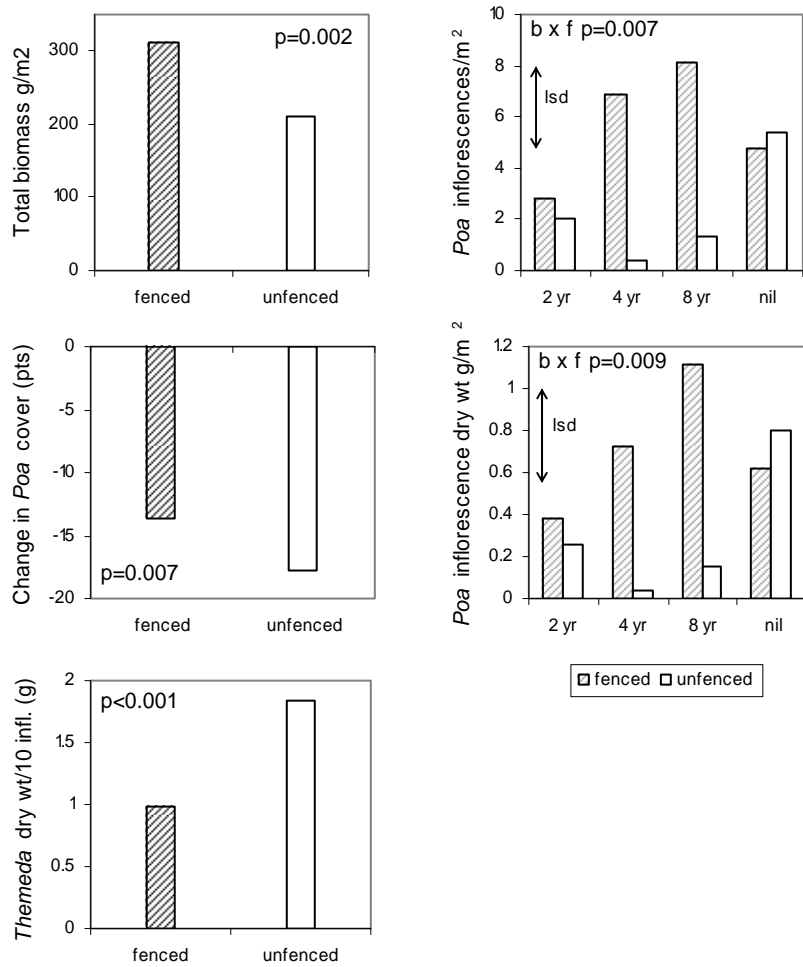 Total biomass g/m2
p=0.002
300
200
100
0
fenced
unfenced
Poa inflorescences/m²
b x f p=0.007
lsd
10
8
6
4
2
0
2 yr
4 yr
8 yr
nil
Change in Poa cover (pts)
0
-5
-10
-15
-20
p=0.007
fenced
unfenced
Poa inflorescence dry wt g/m²
b x f p=0.009
lsd
12
1
0.8
0.6
0.4
0.2
0
2 yr
4 yr
8 yr
nil
fenced
unfenced
Themeda dry wt/10 infl. (g)
p<0.001
2
1.5
1
0.5
0
fenced
unfenced